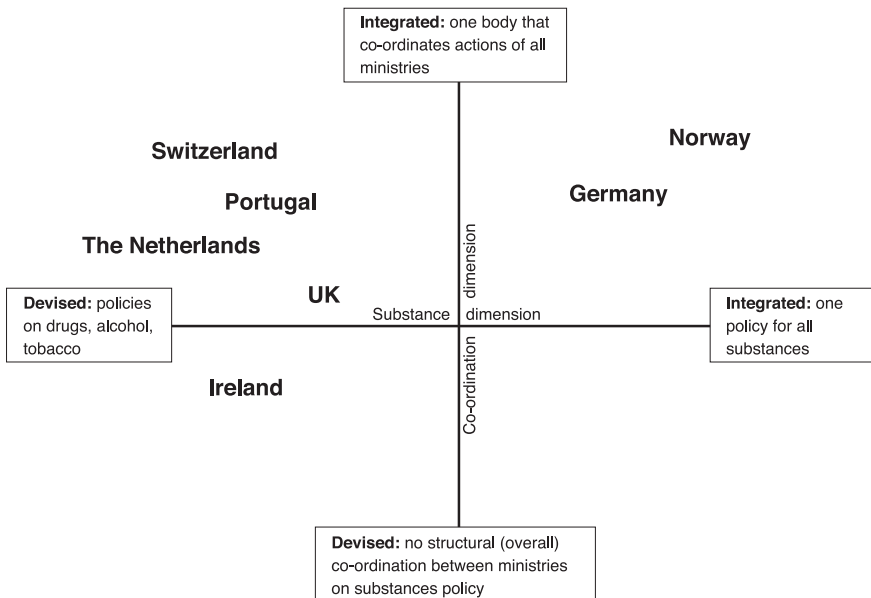 Integrated: one body that
co-ordinates actions of all
ministries
Norway
Switzerland
Germany
Portugal
The Netherlands
UK
Devised: policies
on drugs, alcohol,
tobacco
Substance dimension
Co-ordination dimension
Integrated: one
policy for all
substances
Ireland
Devised: no structural (overall)
co-ordination between ministries
on substances policy